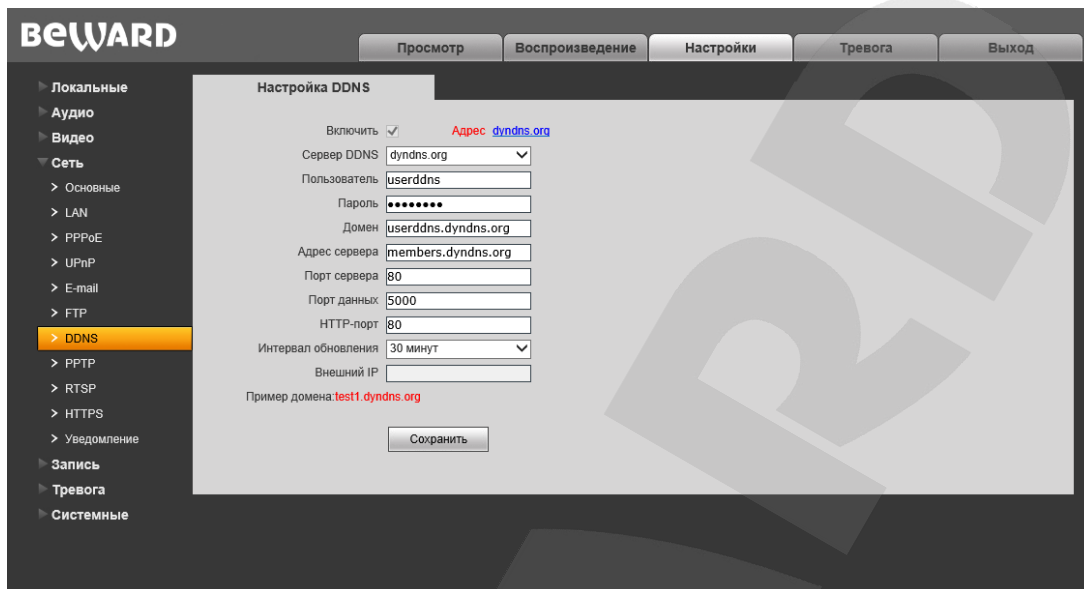 BEWARD
Просмотр
Воспроизведение
Настройки
Тревога
Выход
Локальные
Аудио
Видео
Сеть
Основные
LAN
PPPoE
UPnP
E-mail
FTP
DDNS
PPTP
RTSP
HTTPS
Уведомление
Запись
Тревога
Системные
Настройка DDNS
Включить Адрес dyndns.org
Сервер DDNS dyndns.org
Пользователь userddns
Пароль ••••••••
Домен userddns.dyndns.org
Адрес сервера members.dyndns.org
Порт сервера 80
Порт данных 5000
HTTP-порт 80
Интервал обновления 30 минут
Внешний IP
Пример домена:test1.dyndns.org
Сохранить